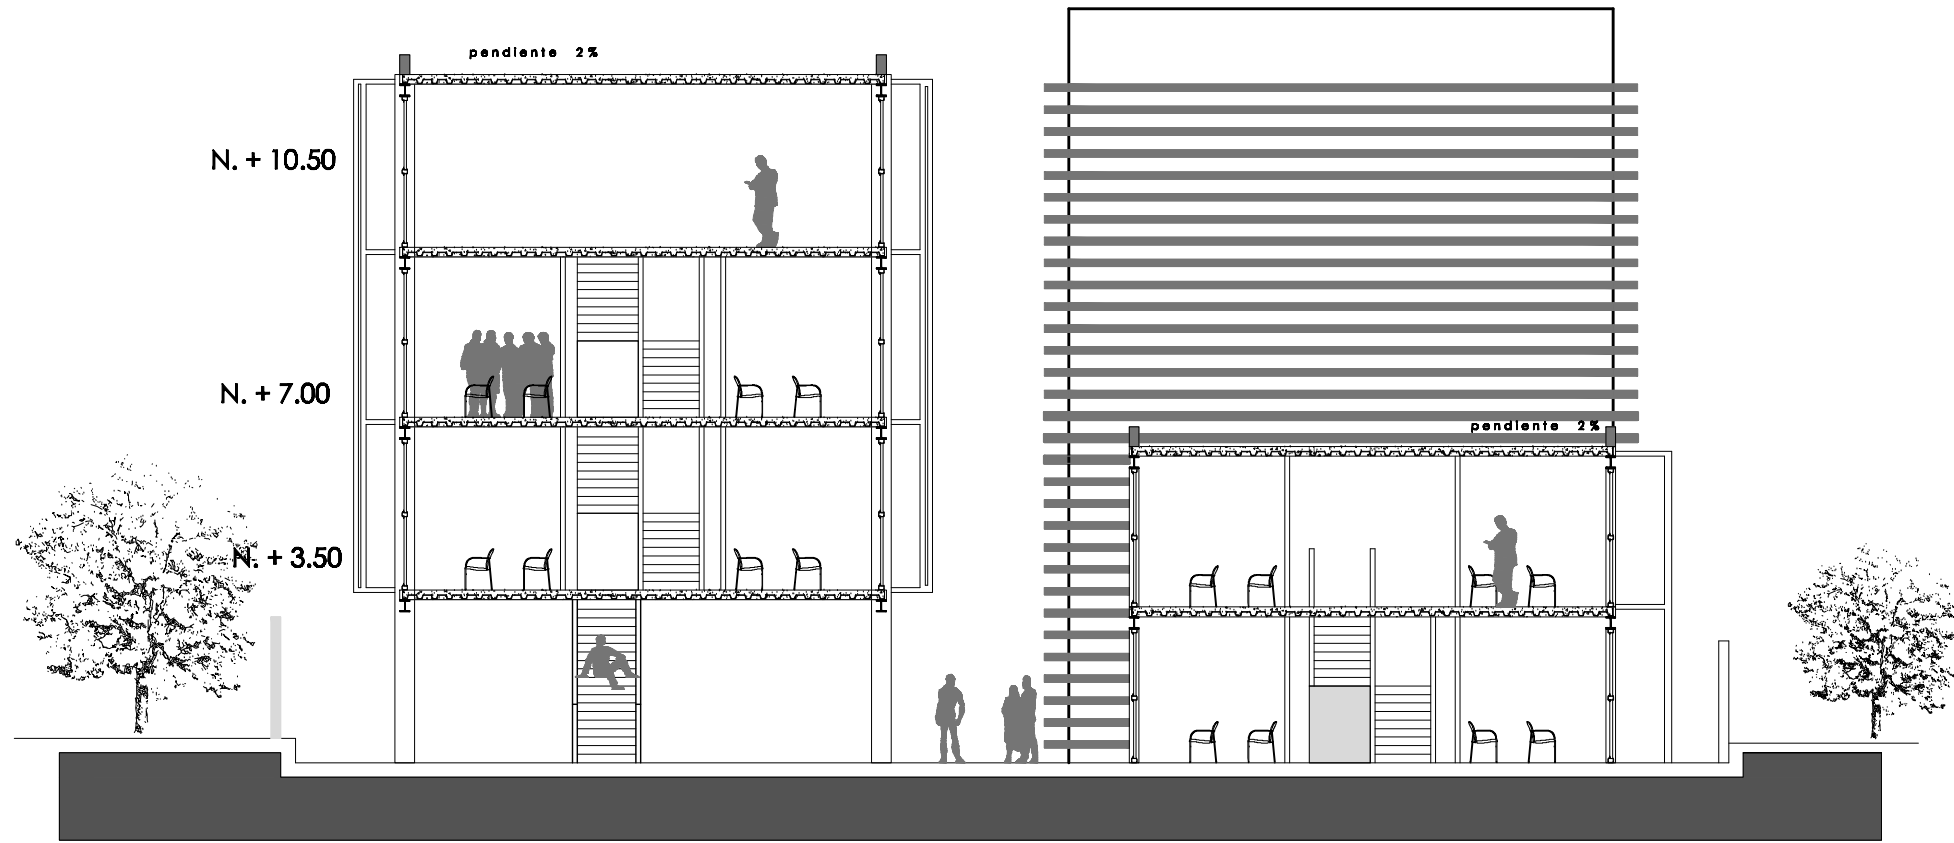 pendiente 2%
N. + 10.50
N. + 7.00
pendiente 2%
N. + 3.50